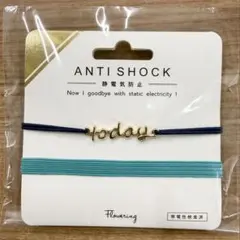 ANTI SHOCK
静電気防止
Now I goodbye with static electricity !
today
Flowering